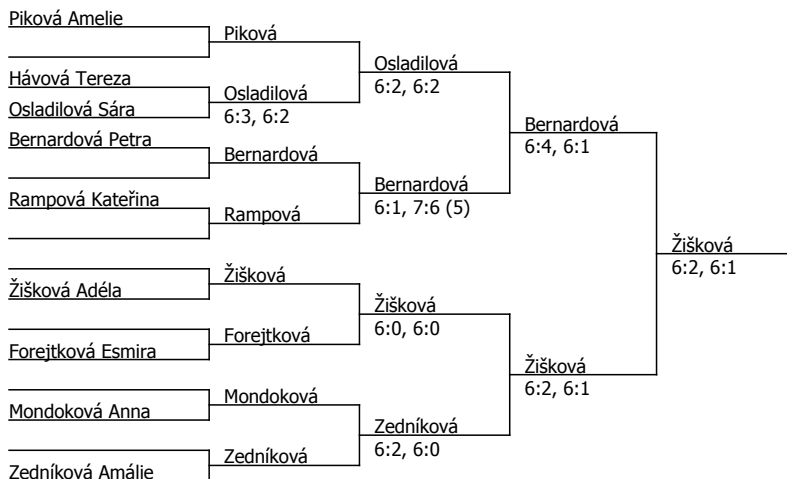 Piková Amelie
Hávová Tereza
Osladilová Sára
Bernardová Petra
Rampová Kateřina
Žišková Adéla
Forejtková Esmira
Mondoková Anna
Zedníková Amálie
Piková
Osladilová
6:3, 6:2
Bernardová
Rampová
Žišková
Forejtková
Mondoková
Zedníková
Osladilová
6:2, 6:2
Bernardová
6:1, 7:6 (5)
Žišková
6:0, 6:0
Zedníková
6:2, 6:0
Bernardová
6:4, 6:1
Žišková
6:2, 6:1
Žišková
6:2, 6:1